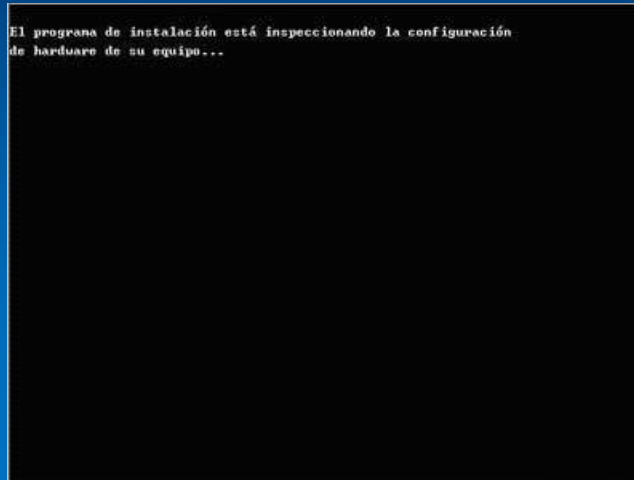 El programa de instalación está inspeccionando la configuración
de hardware de su equipo...